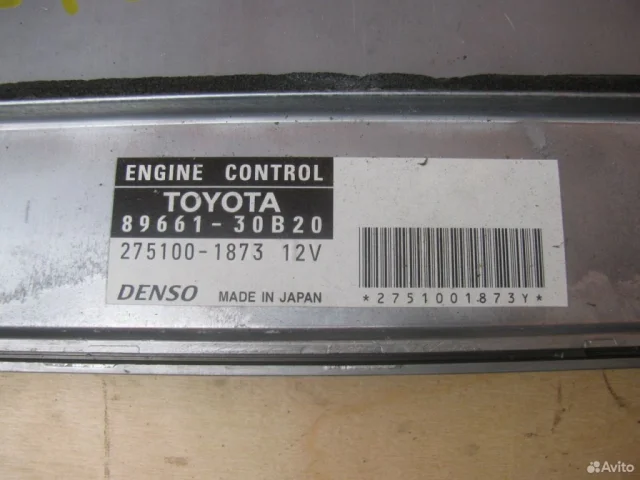 ENGINE CONTROL
TOYOTA
89661-30B20
275100-1873 12V
DENSO MADE IN JAPAN
*2751001873Y*
Avito